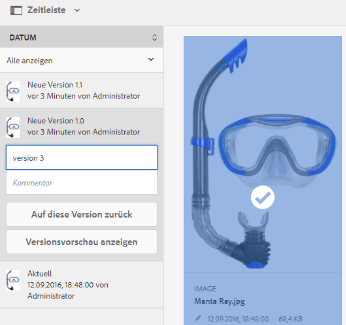 Zeitleiste
DATUM
Alle anzeigen
Neue Version 1.1
vor 3 Minuten von Administrator
Neue Version 1.0
vor 3 Minuten von Administrator
version 3
Kommentar
Auf diese Version zurück
Versionsvorschau anzeigen
Aktuell
12.09.2016, 18:48:00 von
Administrator
IMAGE
Manta Ray.jpg
12.09.2016, 18:48:00 68,4 KB